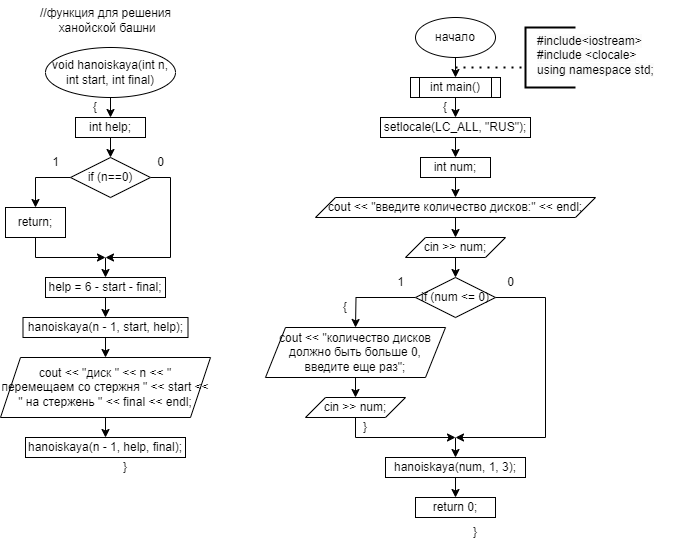 //функция для решения
ханойской башни
void hanoiskaya(int n,
int start, int final)
{
int help;
1
0
if (n==0)
return;
help = 6 - start - final;
hanoiskaya(n - 1, start, help);
cout << "диск " << n << "
перемещаем со стержня " << start <<
" на стержень " << final << endl;
hanoiskaya(n - 1, help, final);
}
начало
#include<iostream>
#include <clocale>
using namespace std;
int main()
{
setlocale(LC_ALL, "RUS");
int num;
cout << "введите количество дисков:" << endl;
cin >> num;
1
0
if (num <= 0)
{
cout << "количество дисков
должно быть больше 0,
введите еще раз";
cin >> num;
}
hanoiskaya(num, 1, 3);
return 0;
}